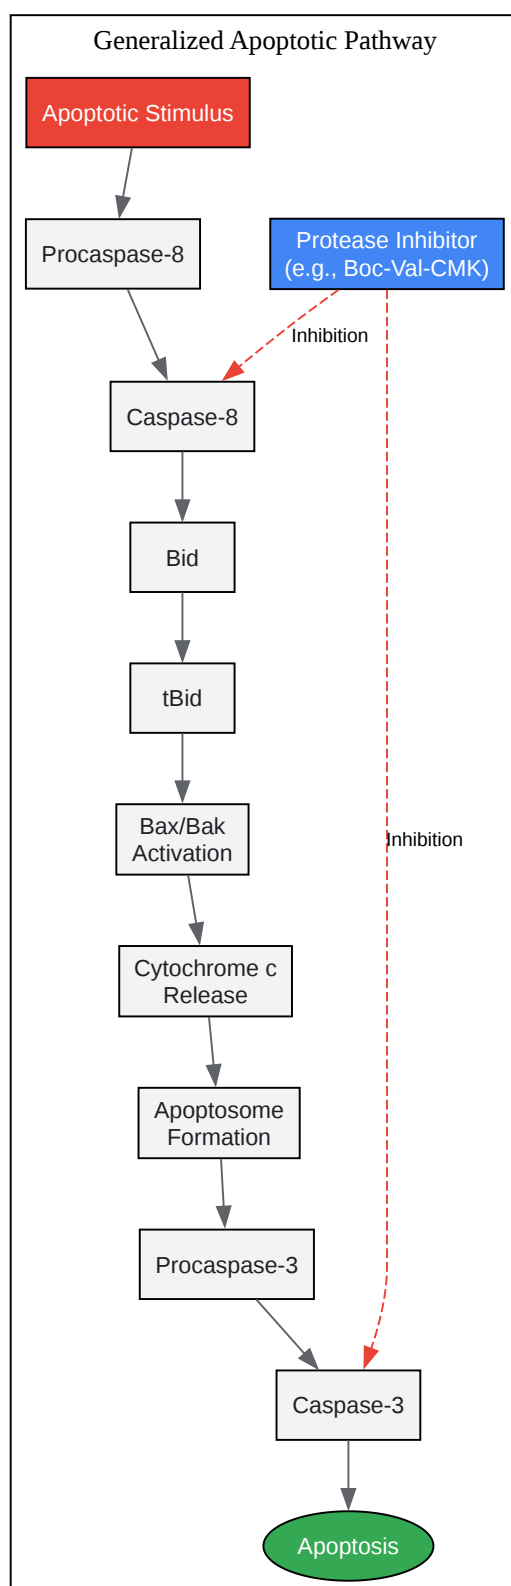 Generalized Apoptotic Pathway
Apoptotic Stimulus
Procaspase-8
Protease Inhibitor
(e.g., Boc-Val-CMK)
Inhibition
Caspase-8
Bid
tBid
Bax/Bak
Activation
Inhibition
Cytochrome c
Release
Apoptosome
Formation
Procaspase-3
Caspase-3
Apoptosis